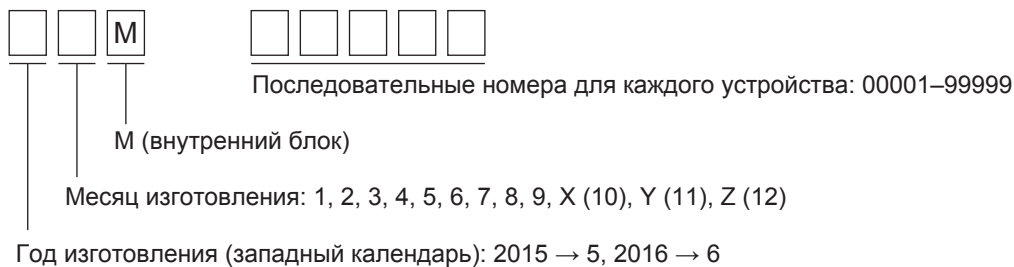 М
Последовательные номера для каждого устройства: 00001–99999
М (внутренний блок)
Месяц изготовления: 1, 2, 3, 4, 5, 6, 7, 8, 9, X (10), Y (11), Z (12)
Год изготовления (западный календарь): 2015 → 5, 2016 → 6